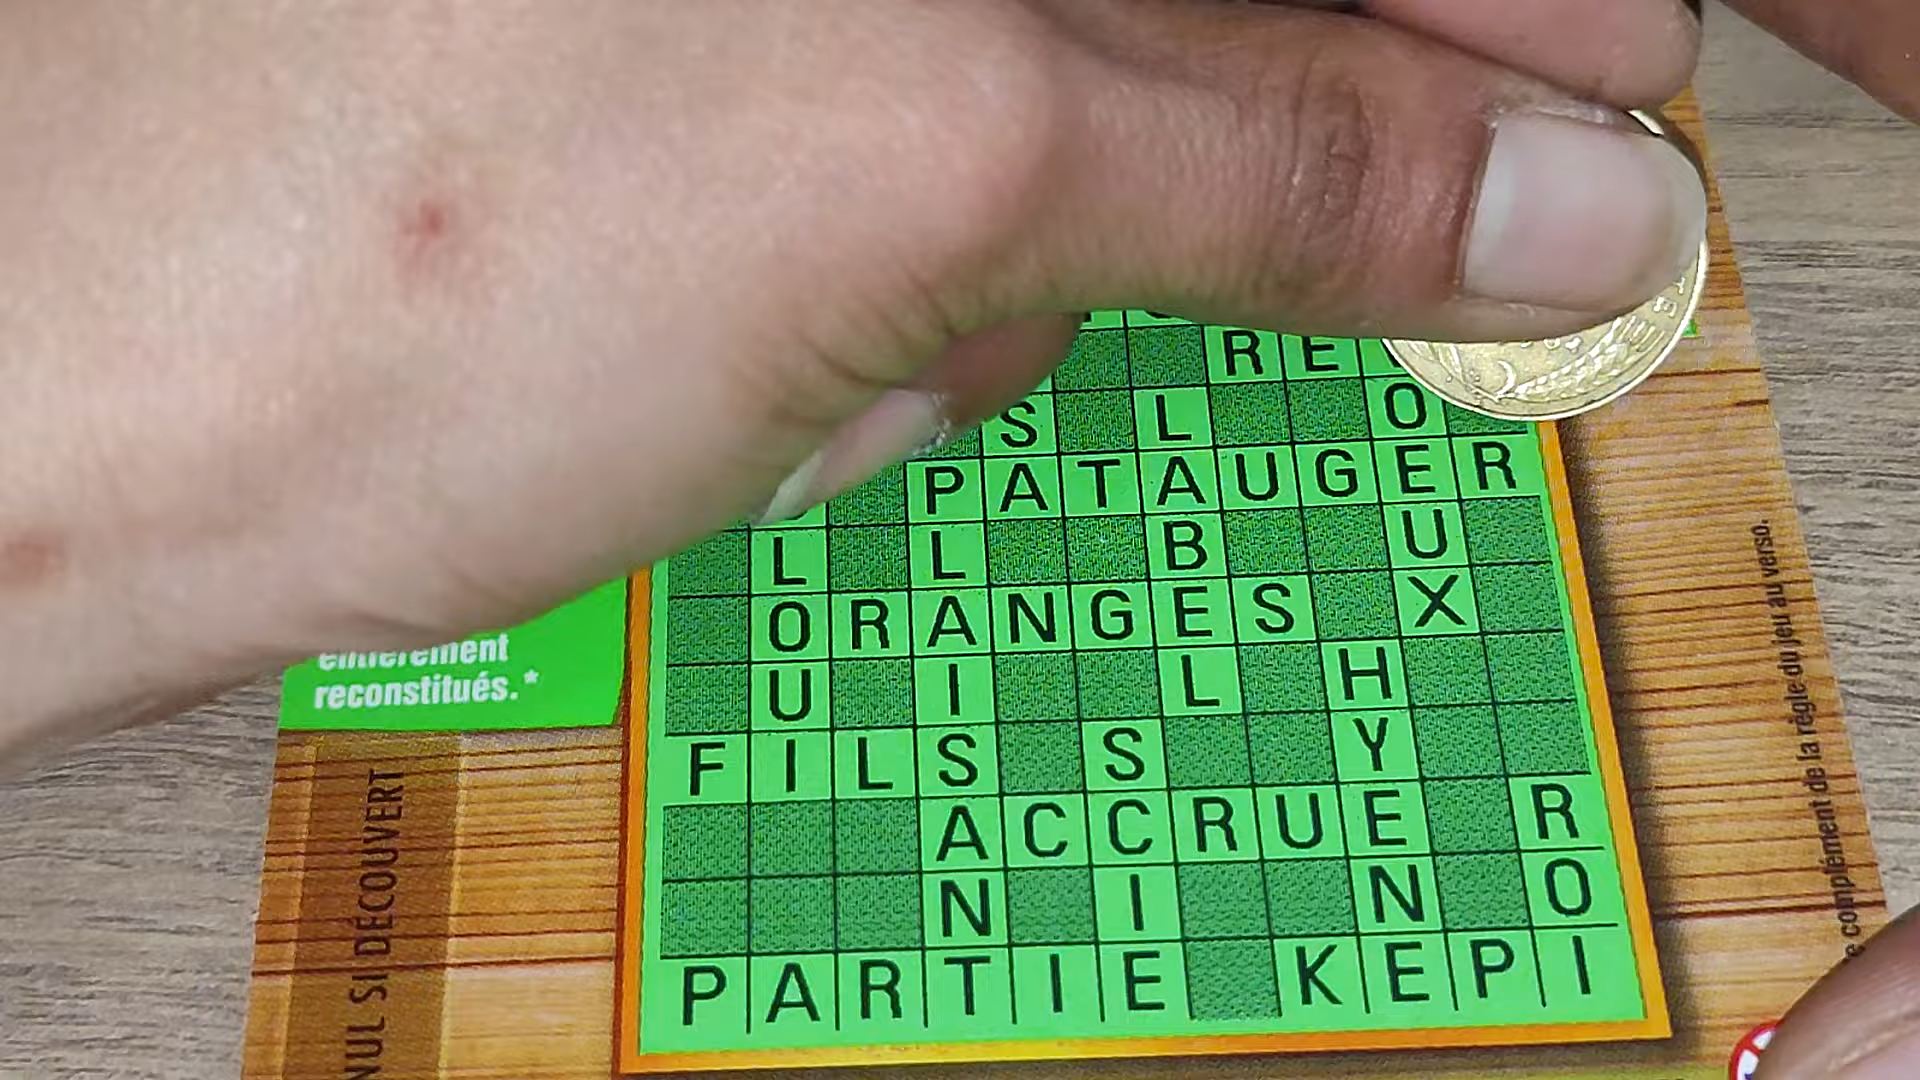 R E
S L O
P A T A U G E R
L L B U
O R A N G E S X
U I L H
F I L S S Y
A C C R U E R
N I N O
P A R T I E K E P I
entièrement
reconstitués.*
NUL SI DÉCOUVERT
complément de la règle du jeu au verso.